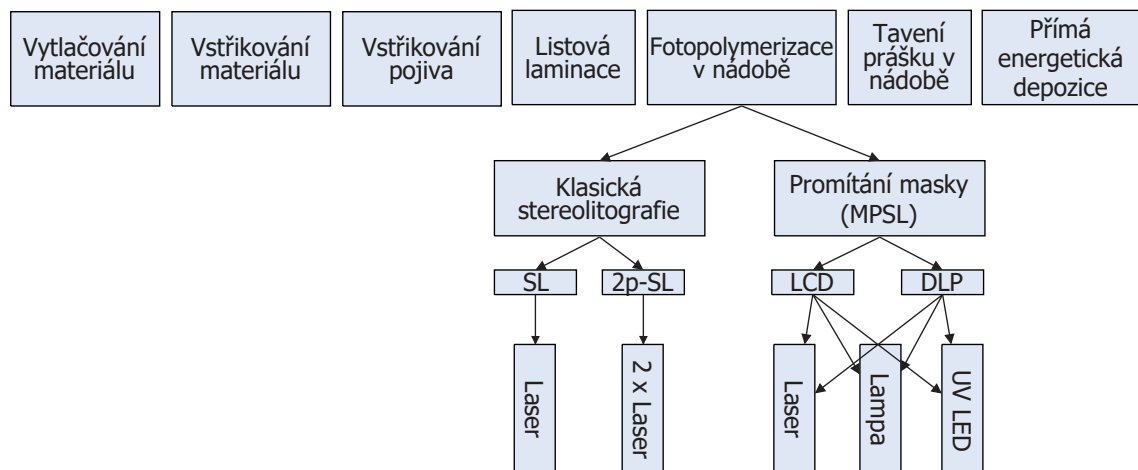 Vytlačování
materiálu
Vstřikování
materiálu
Vstřikování
pojiva
Listová
laminace
Fotopolymerizace
v nádobě
Tavení
prášku v
nádobě
Přímá
energetická
depozice
Klasická
stereolitografie
Promítání masky
(MPSL)
SL
2p-SL
LCD
DLP
Laser
2 x Laser
Laser
Lampa
UV LED